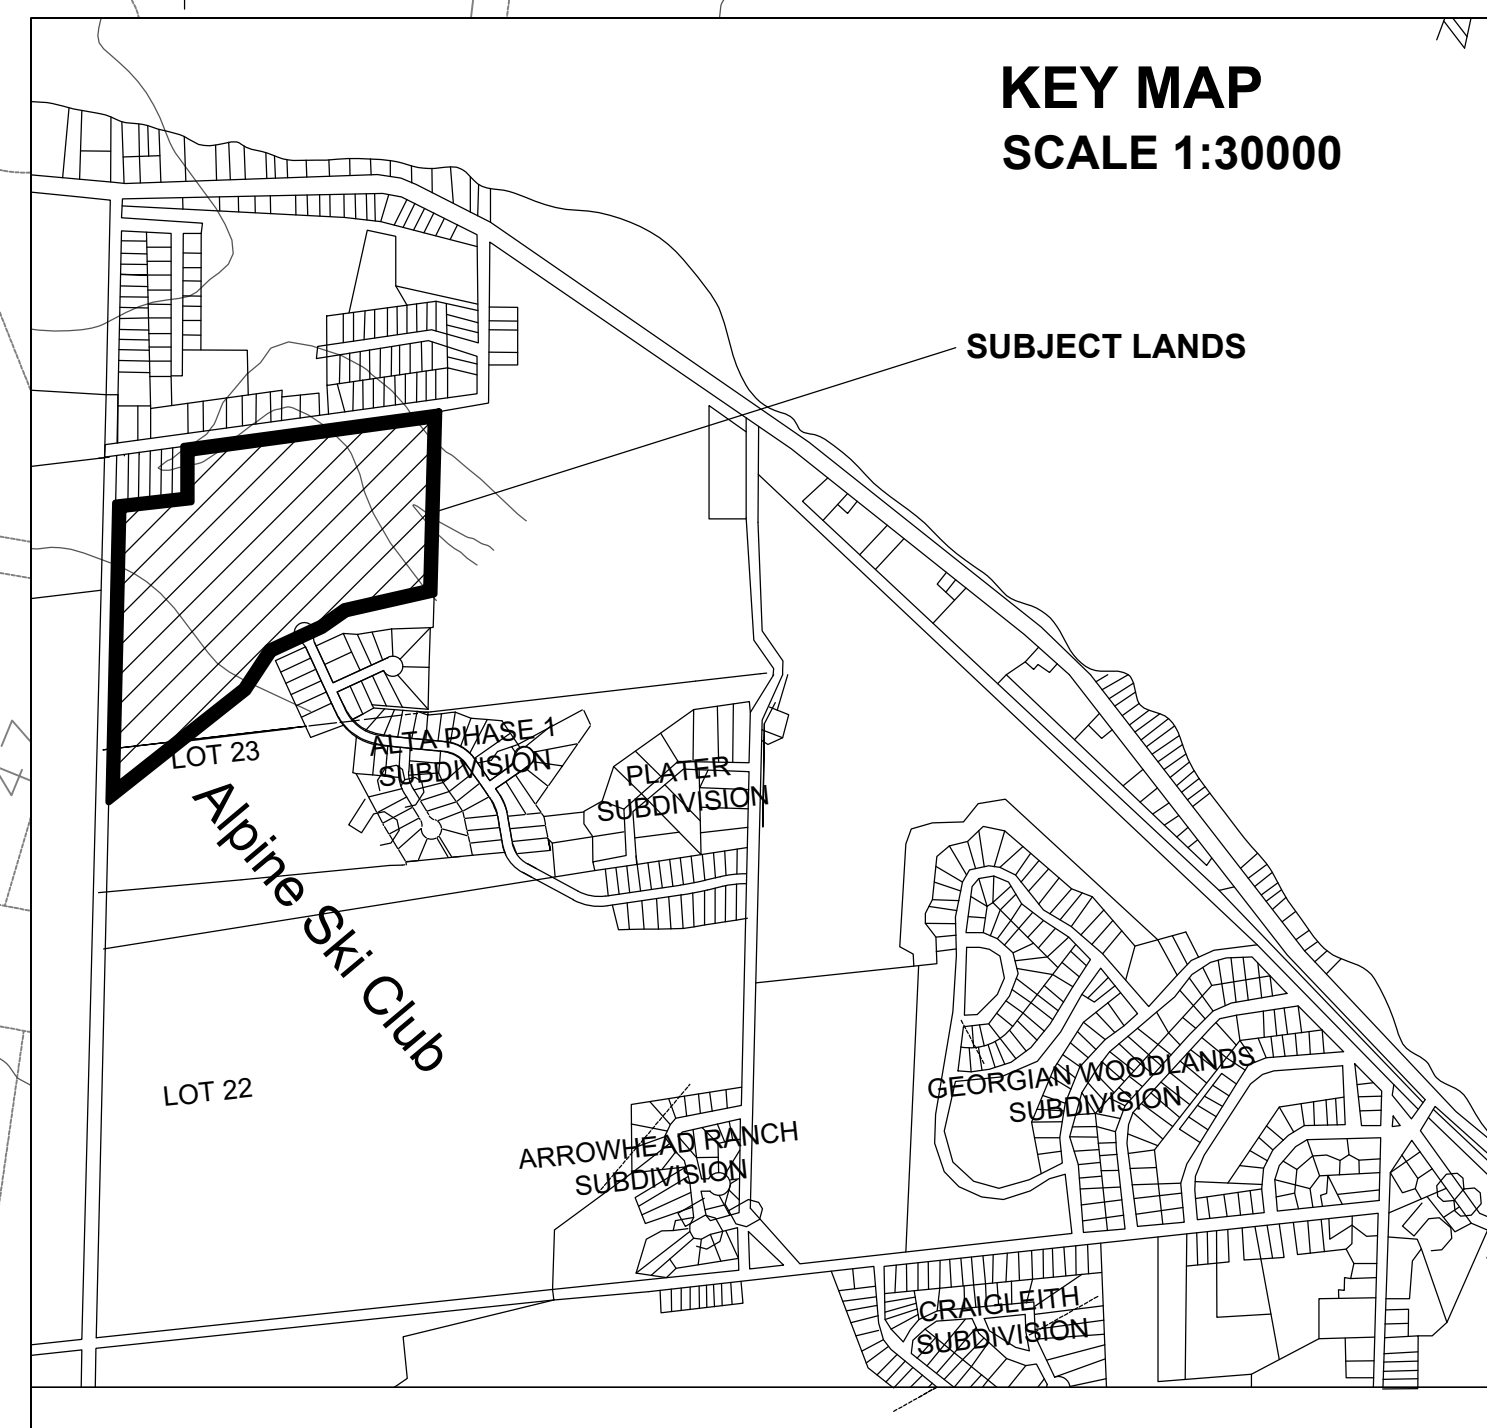 KEY MAP
SCALE 1:30000
SUBJECT LANDS
LOT 23
ALTA PHASE 1
SUBDIVISION
PLATER
SUBDIVISION
Alpine Ski Club
LOT 22
GEORGIAN WOODLANDS
SUBDIVISION
ARROWHEAD RANCH
SUBDIVISION
CRAIGLEITH
SUBDIVISION